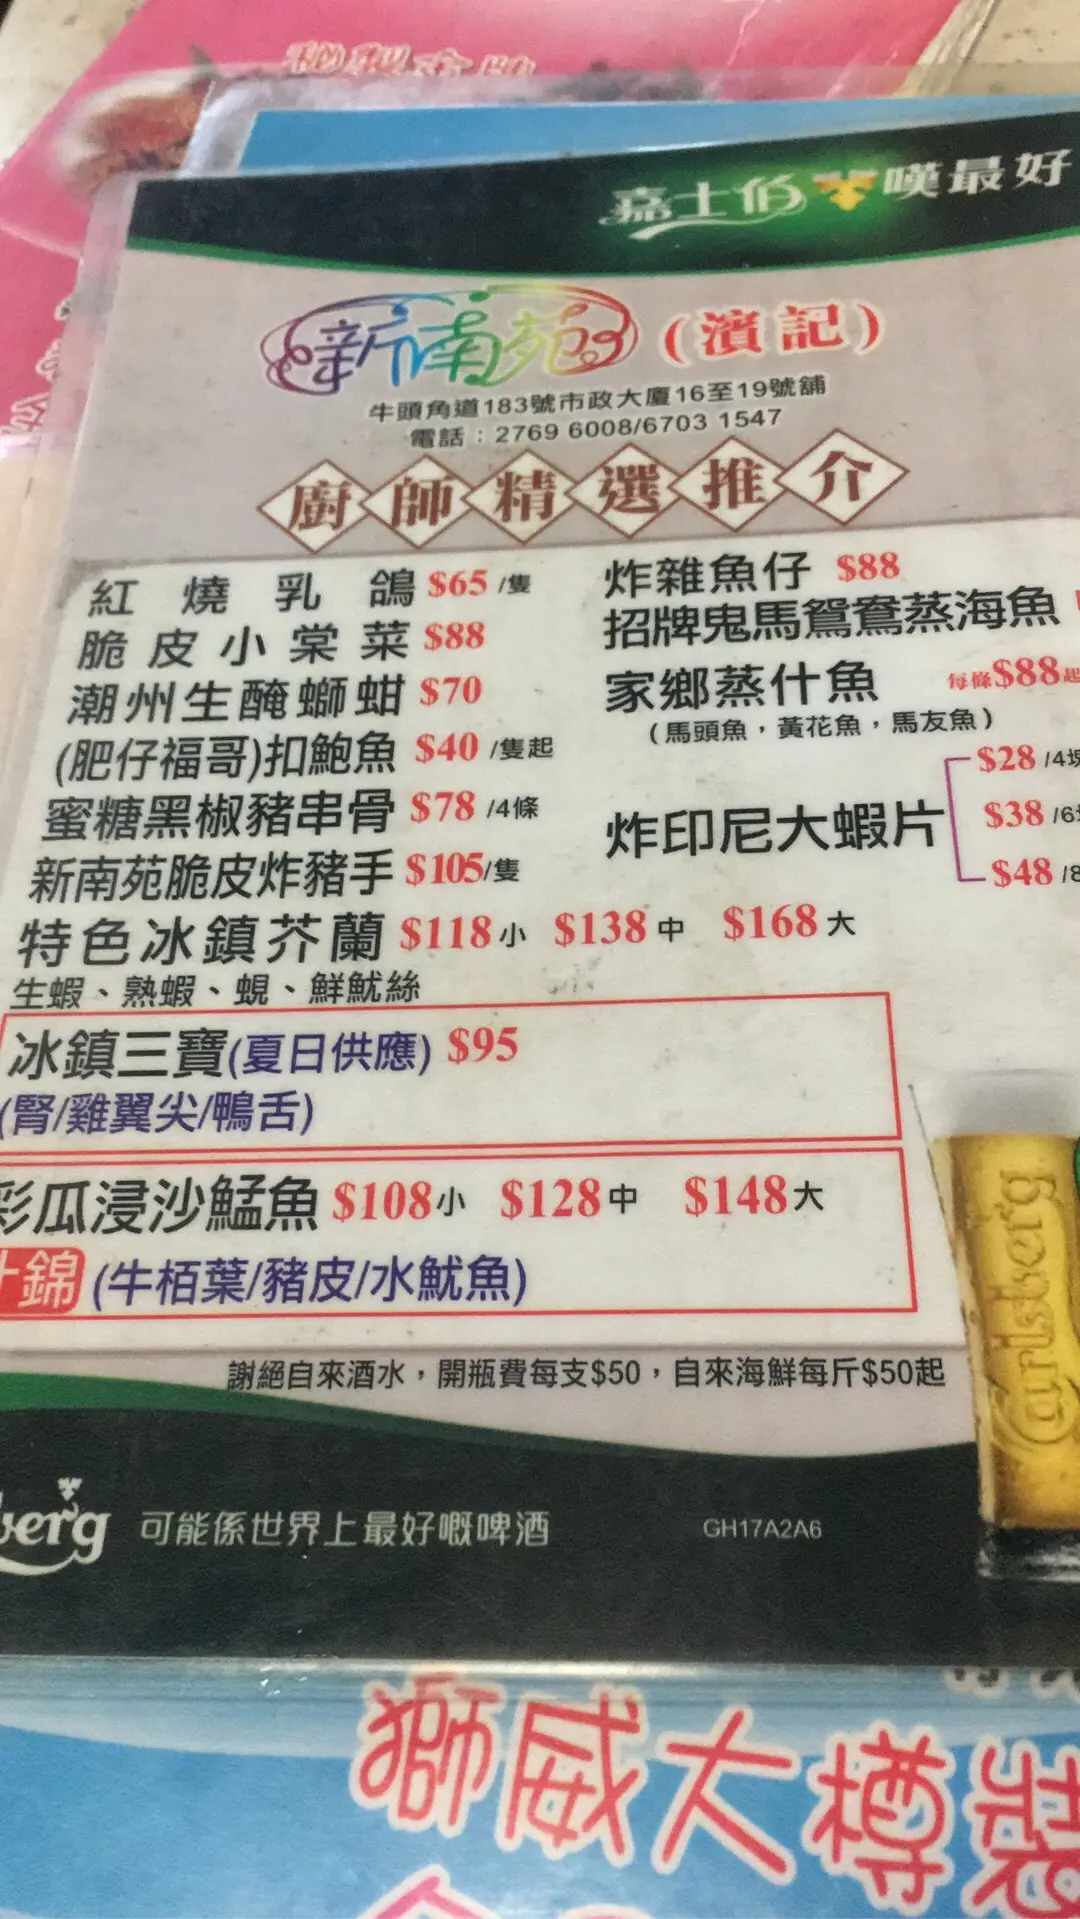 秘製
嘉士伯 嘆最好
新南苑 (濱記)
牛頭角道183號市政大廈16至19號舖
電話：2769 6008/6703 1547
廚師精選推介
紅燒乳鴿 $65 /隻
脆皮小棠菜 $88
潮州生醃螄蚶 $70
(肥仔福哥)扣鮑魚 $40 /隻起
蜜糖黑椒豬串骨 $78 /4條
新南苑脆皮炸豬手 $105/隻
特色冰鎮芥蘭 $118小 $138中 $168大
生蝦、熟蝦、蜆、鮮魷絲
炸雜魚仔 $88
招牌鬼馬鴛鴦蒸海魚
家鄉蒸什魚 每條$88起
（馬頭魚，黃花魚，馬友魚）
炸印尼大蝦片
$28 /4塊
$38 /6
$48 /8
冰鎮三寶(夏日供應) $95
(腎/雞翼尖/鴨舌)
彩瓜浸沙鯭魚 $108小 $128中 $148大
錦 (牛栢葉/豬皮/水魷魚)
謝絕自來酒水，開瓶費每支$50，自來海鮮每斤$50起
berg 可能係世界上最好嘅啤酒
GH17A2A6
Carlsberg
獅威大樽裝